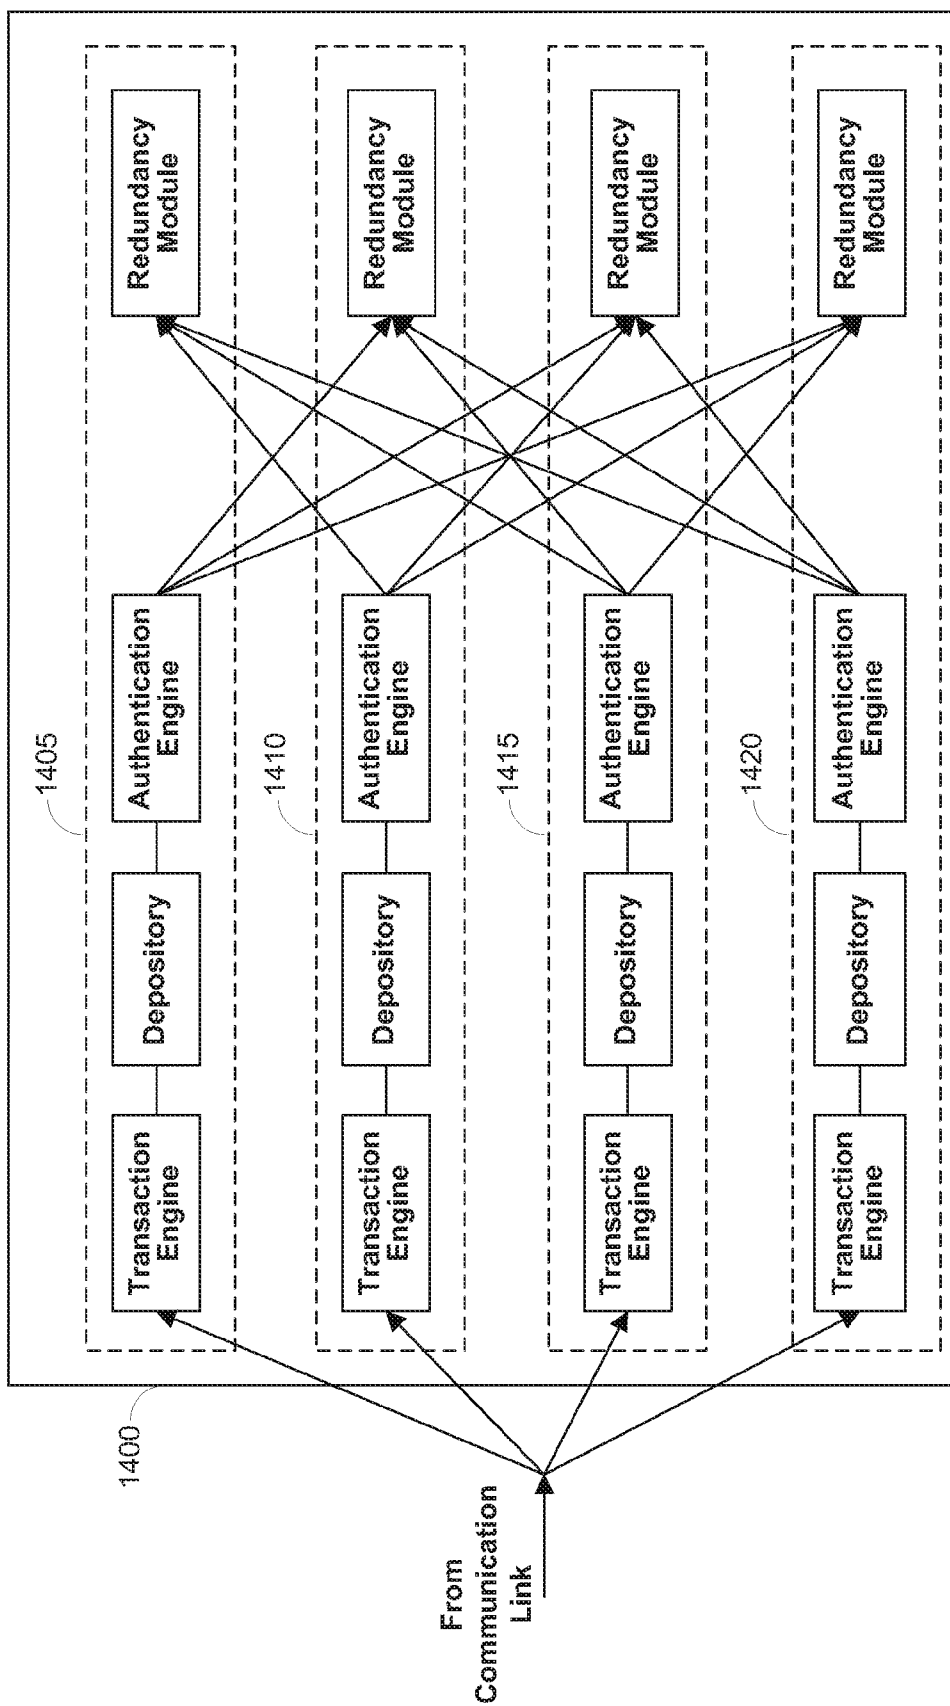 1400
From
Communication
Link
1405
Transaction
Engine
Depository
Authentication
Engine
Redundancy
Module
1410
Transaction
Engine
Depository
Authentication
Engine
Redundancy
Module
1415
Transaction
Engine
Depository
Authentication
Engine
Redundancy
Module
1420
Transaction
Engine
Depository
Authentication
Engine
Redundancy
Module